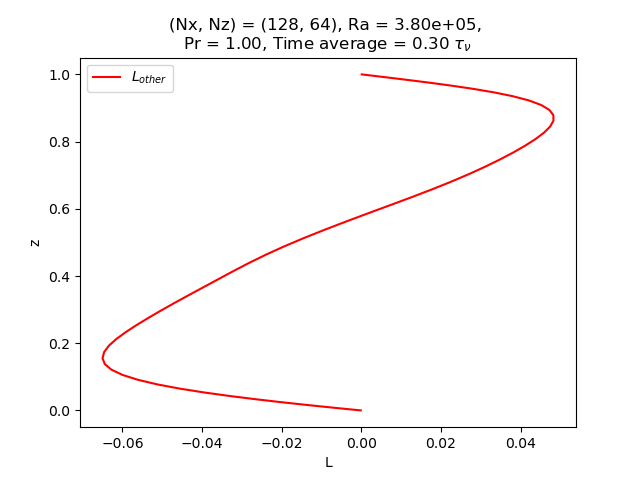 (Nx, Nz) = (128, 64), Ra = 3.80e+05,
Pr = 1.00, Time average = 0.30 τ_ν
L_other
z
1.0
0.8
0.6
0.4
0.2
0.0
−0.06 −0.04 −0.02 0.00 0.02 0.04
L